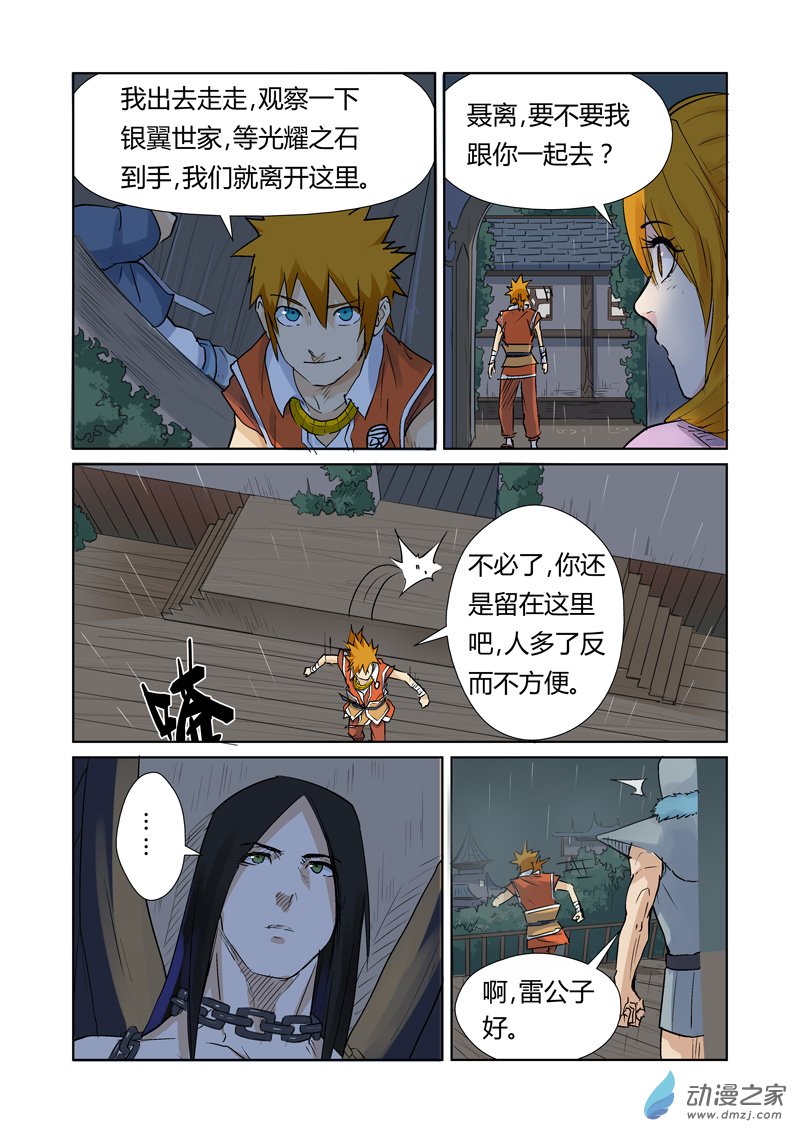 我出去走走,观察一下
银翼世家,等光耀之石
到手,我们就离开这里。
聂离,要不要我
跟你一起去?
不必了,你还
是留在这里
吧,人多了反
而不方便。
嗒
……
啊,雷公子
好。
动漫之家
www.dmzj.com